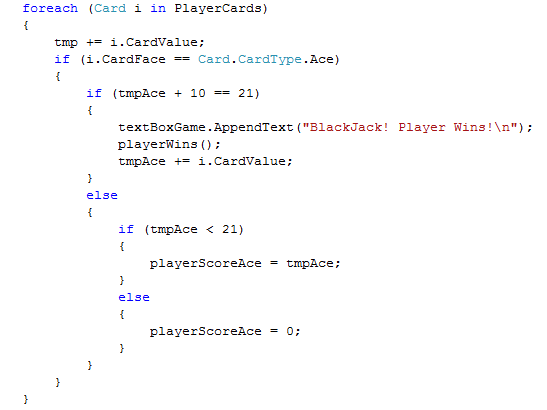 foreach (Card i in PlayerCards)
{
    tmp += i.CardValue;
    if (i.CardFace == Card.CardType.Ace)
    {
        if (tmpAce + 10 == 21)
        {
            textBoxGame.AppendText("BlackJack! Player Wins!\n");
            playerWins();
            tmpAce += i.CardValue;
        }
        else
        {
            if (tmpAce < 21)
            {
                playerScoreAce = tmpAce;
            }
            else
            {
                playerScoreAce = 0;
            }
        }
    }
}